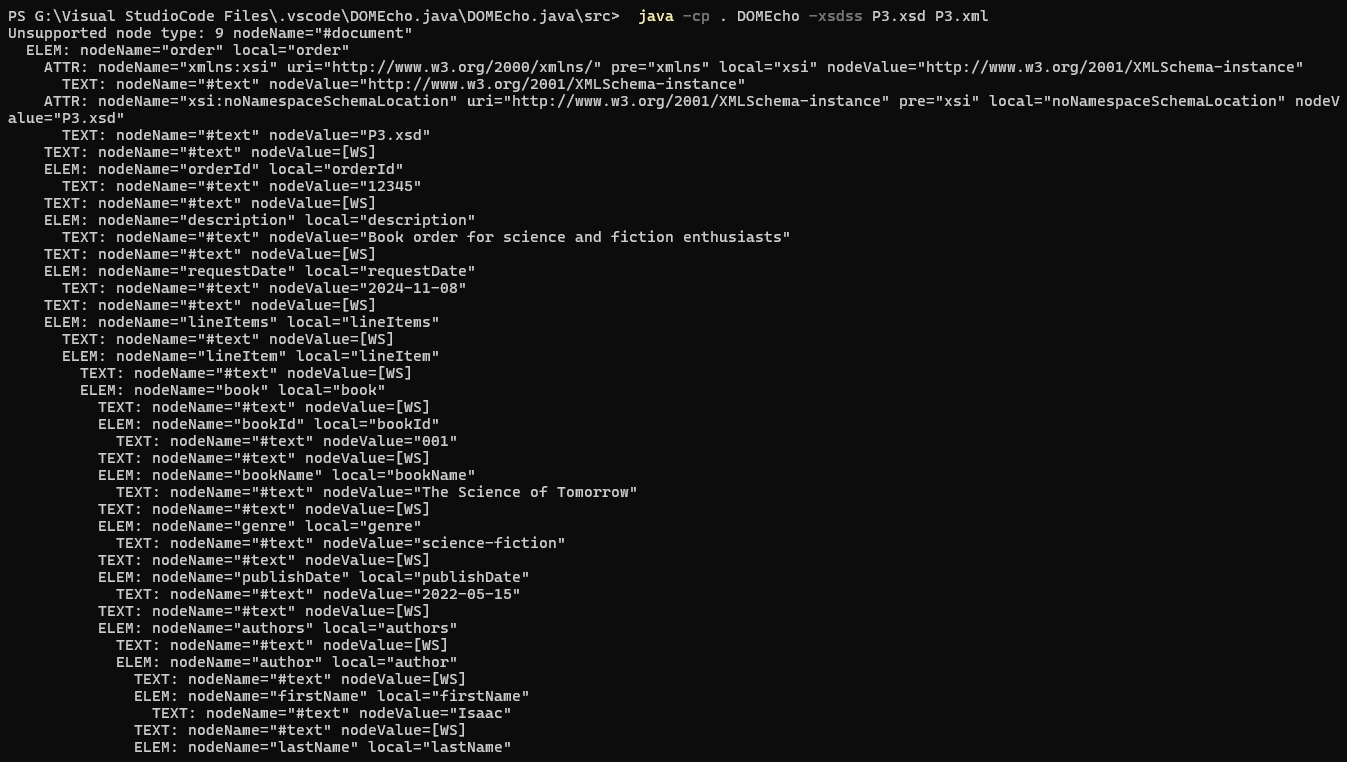 PS G:\Visual StudioCode Files\.vscode\DOMEcho.java\DOMEcho.java\src>  java -cp . DOMEcho -xsdss P3.xsd P3.xml
Unsupported node type: 9 nodeName="#document"
  ELEM: nodeName="order" local="order"
    ATTR: nodeName="xmlns:xsi" uri="http://www.w3.org/2000/xmlns/" pre="xmlns" local="xsi" nodeValue="http://www.w3.org/2001/XMLSchema-instance"
      TEXT: nodeName="#text" nodeValue="http://www.w3.org/2001/XMLSchema-instance"
    ATTR: nodeName="xsi:noNamespaceSchemaLocation" uri="http://www.w3.org/2001/XMLSchema-instance" pre="xsi" local="noNamespaceSchemaLocation" nodeV
alue="P3.xsd"
      TEXT: nodeName="#text" nodeValue="P3.xsd"
    TEXT: nodeName="#text" nodeValue=[WS]
    ELEM: nodeName="orderId" local="orderId"
      TEXT: nodeName="#text" nodeValue="12345"
    TEXT: nodeName="#text" nodeValue=[WS]
    ELEM: nodeName="description" local="description"
      TEXT: nodeName="#text" nodeValue="Book order for science and fiction enthusiasts"
    TEXT: nodeName="#text" nodeValue=[WS]
    ELEM: nodeName="requestDate" local="requestDate"
      TEXT: nodeName="#text" nodeValue="2024-11-08"
    TEXT: nodeName="#text" nodeValue=[WS]
    ELEM: nodeName="lineItems" local="lineItems"
      TEXT: nodeName="#text" nodeValue=[WS]
      ELEM: nodeName="lineItem" local="lineItem"
        TEXT: nodeName="#text" nodeValue=[WS]
        ELEM: nodeName="book" local="book"
          TEXT: nodeName="#text" nodeValue=[WS]
          ELEM: nodeName="bookId" local="bookId"
            TEXT: nodeName="#text" nodeValue="001"
          TEXT: nodeName="#text" nodeValue=[WS]
          ELEM: nodeName="bookName" local="bookName"
            TEXT: nodeName="#text" nodeValue="The Science of Tomorrow"
          TEXT: nodeName="#text" nodeValue=[WS]
          ELEM: nodeName="genre" local="genre"
            TEXT: nodeName="#text" nodeValue="science-fiction"
          TEXT: nodeName="#text" nodeValue=[WS]
          ELEM: nodeName="publishDate" local="publishDate"
            TEXT: nodeName="#text" nodeValue="2022-05-15"
          TEXT: nodeName="#text" nodeValue=[WS]
          ELEM: nodeName="authors" local="authors"
            TEXT: nodeName="#text" nodeValue=[WS]
            ELEM: nodeName="author" local="author"
              TEXT: nodeName="#text" nodeValue=[WS]
              ELEM: nodeName="firstName" local="firstName"
                TEXT: nodeName="#text" nodeValue="Isaac"
              TEXT: nodeName="#text" nodeValue=[WS]
              ELEM: nodeName="lastName" local="lastName"